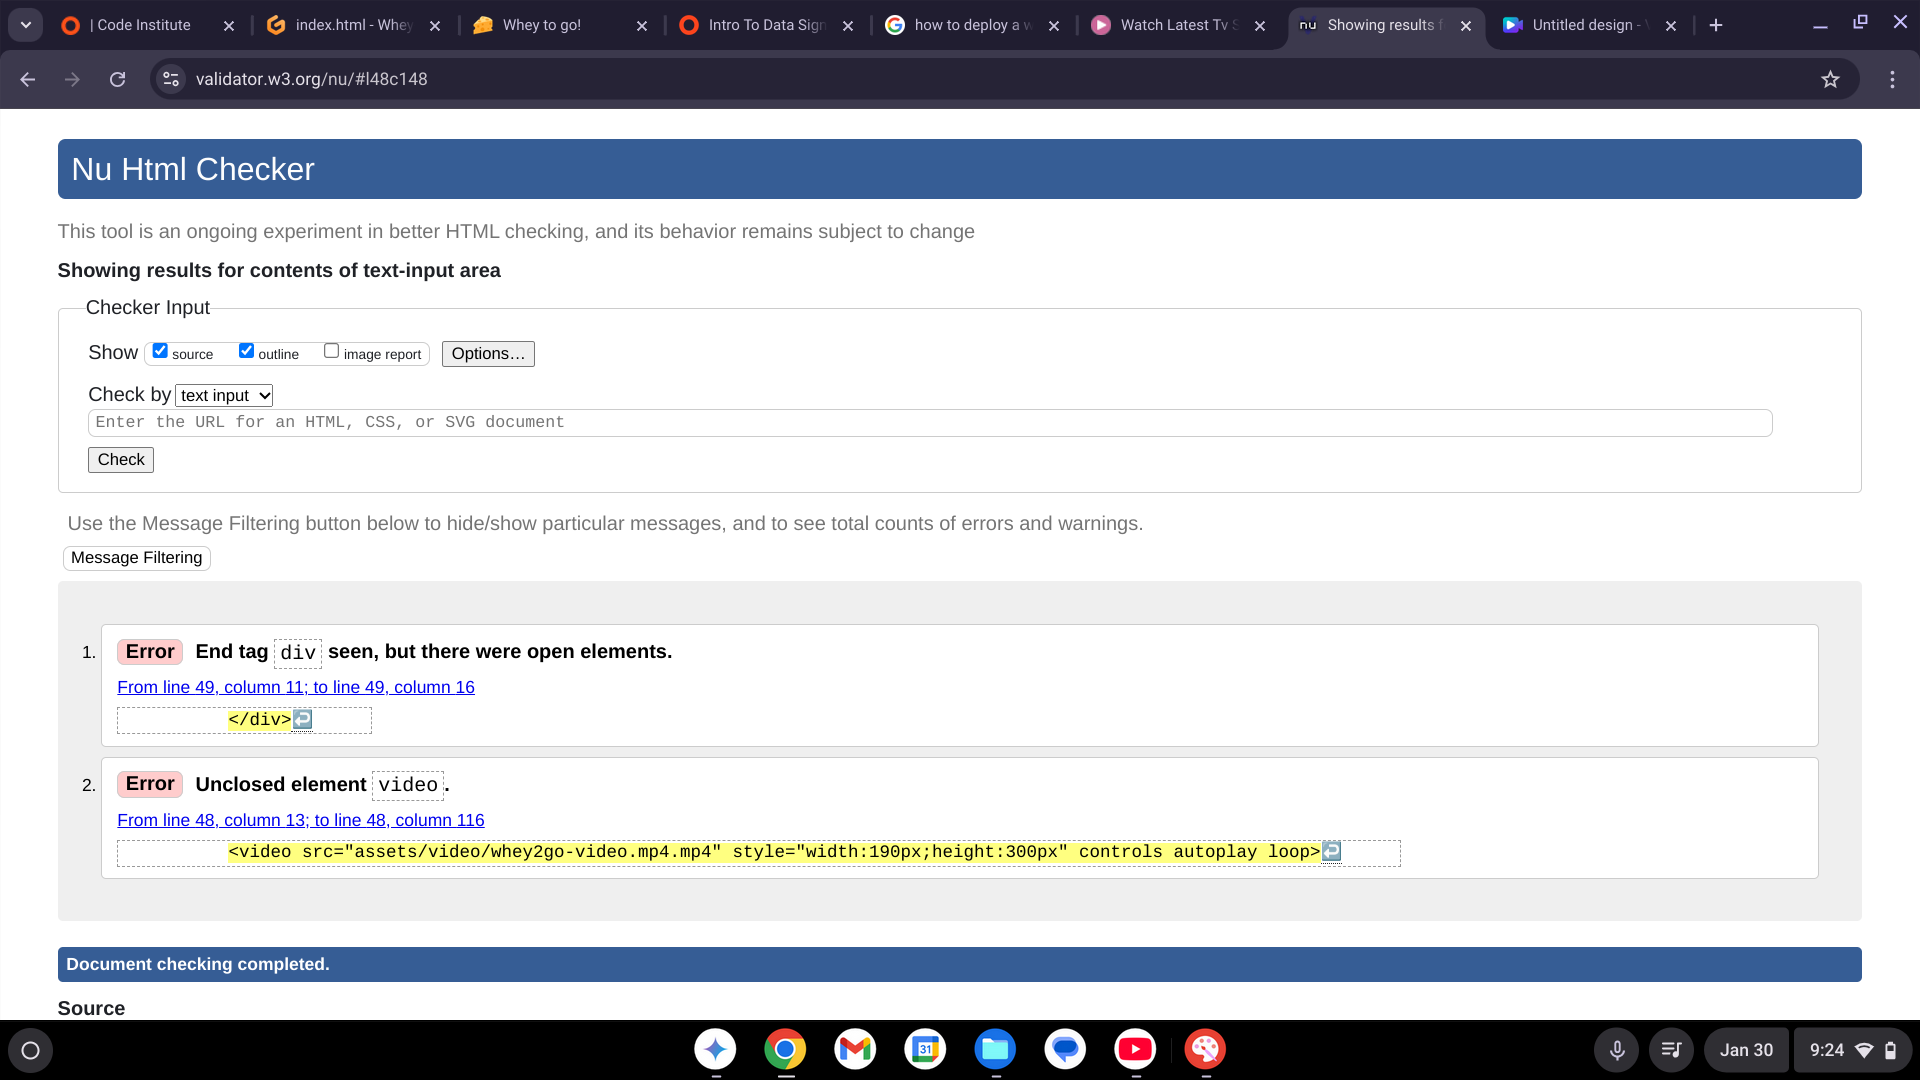 | Code Institute
index.html - Whey
Whey to go!
Intro To Data Sign
how to deploy a w
Watch Latest Tv S
nu
Showing results f
Untitled design -
validator.w3.org/nu/#l48c148
Nu Html Checker
This tool is an ongoing experiment in better HTML checking, and its behavior remains subject to change
Showing results for contents of text-input area
Checker Input
Show source outline image report Options...
Check by text input
Enter the URL for an HTML, CSS, or SVG document
Check
Use the Message Filtering button below to hide/show particular messages, and to see total counts of errors and warnings.
Message Filtering
1. Error End tag div seen, but there were open elements.
From line 49, column 11; to line 49, column 16
</div>↩
2. Error Unclosed element video.
From line 48, column 13; to line 48, column 116
<video src="assets/video/whey2go-video.mp4.mp4" style="width:190px;height:300px" controls autoplay loop>↩
Document checking completed.
Source
31
Jan 30
9:24